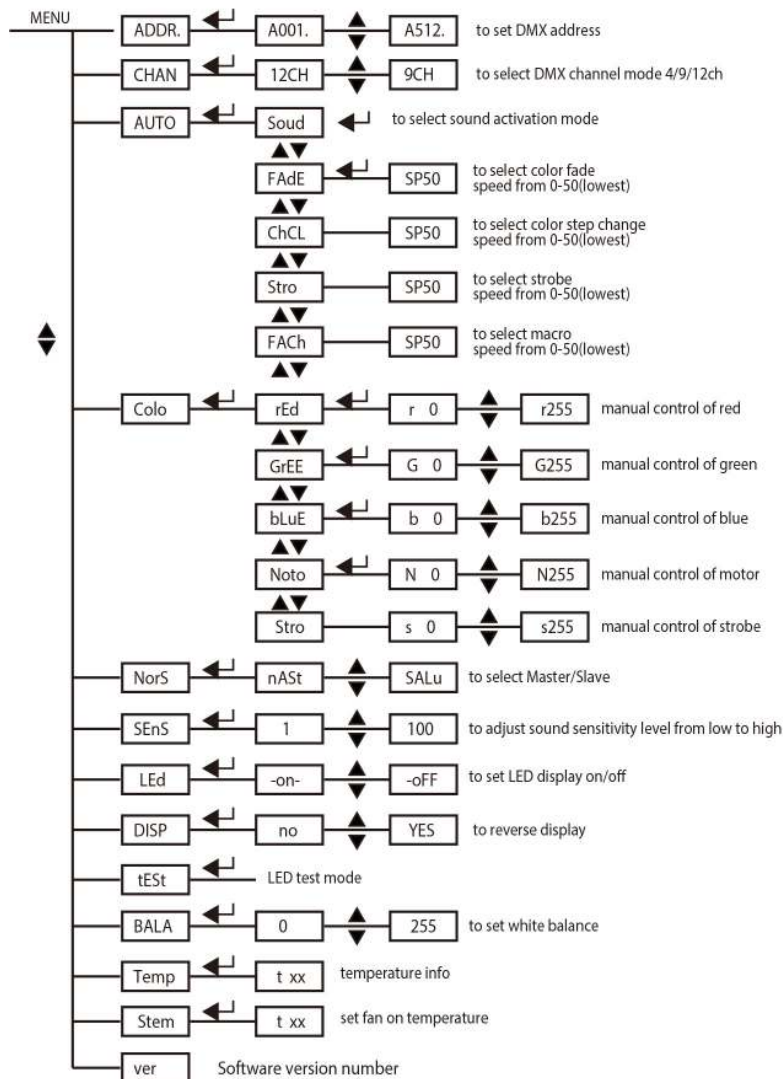 MENU
ADDR. A001. A512. to set DMX address
CHAN 12CH 9CH to select DMX channel mode 4/9/12ch
AUTO Soud to select sound activation mode
FAdE SP50 to select color fade
speed from 0-50(lowest)
ChCL SP50 to select color step change
speed from 0-50(lowest)
Stro SP50 to select strobe
speed from 0-50(lowest)
FACh SP50 to select macro
speed from 0-50(lowest)
Colo rEd r 0 r255 manual control of red
GrEE G 0 G255 manual control of green
bLuE b 0 b255 manual control of blue
Noto N 0 N255 manual control of motor
Stro s 0 s255 manual control of strobe
NorS nASt SALu to select Master/Slave
SEnS 1 100 to adjust sound sensitivity level from low to high
LEd -on- -oFF to set LED display on/off
DISP no YES to reverse display
tESt LED test mode
BALA 0 255 to set white balance
Temp t xx temperature info
Stem t xx set fan on temperature
ver Software version number